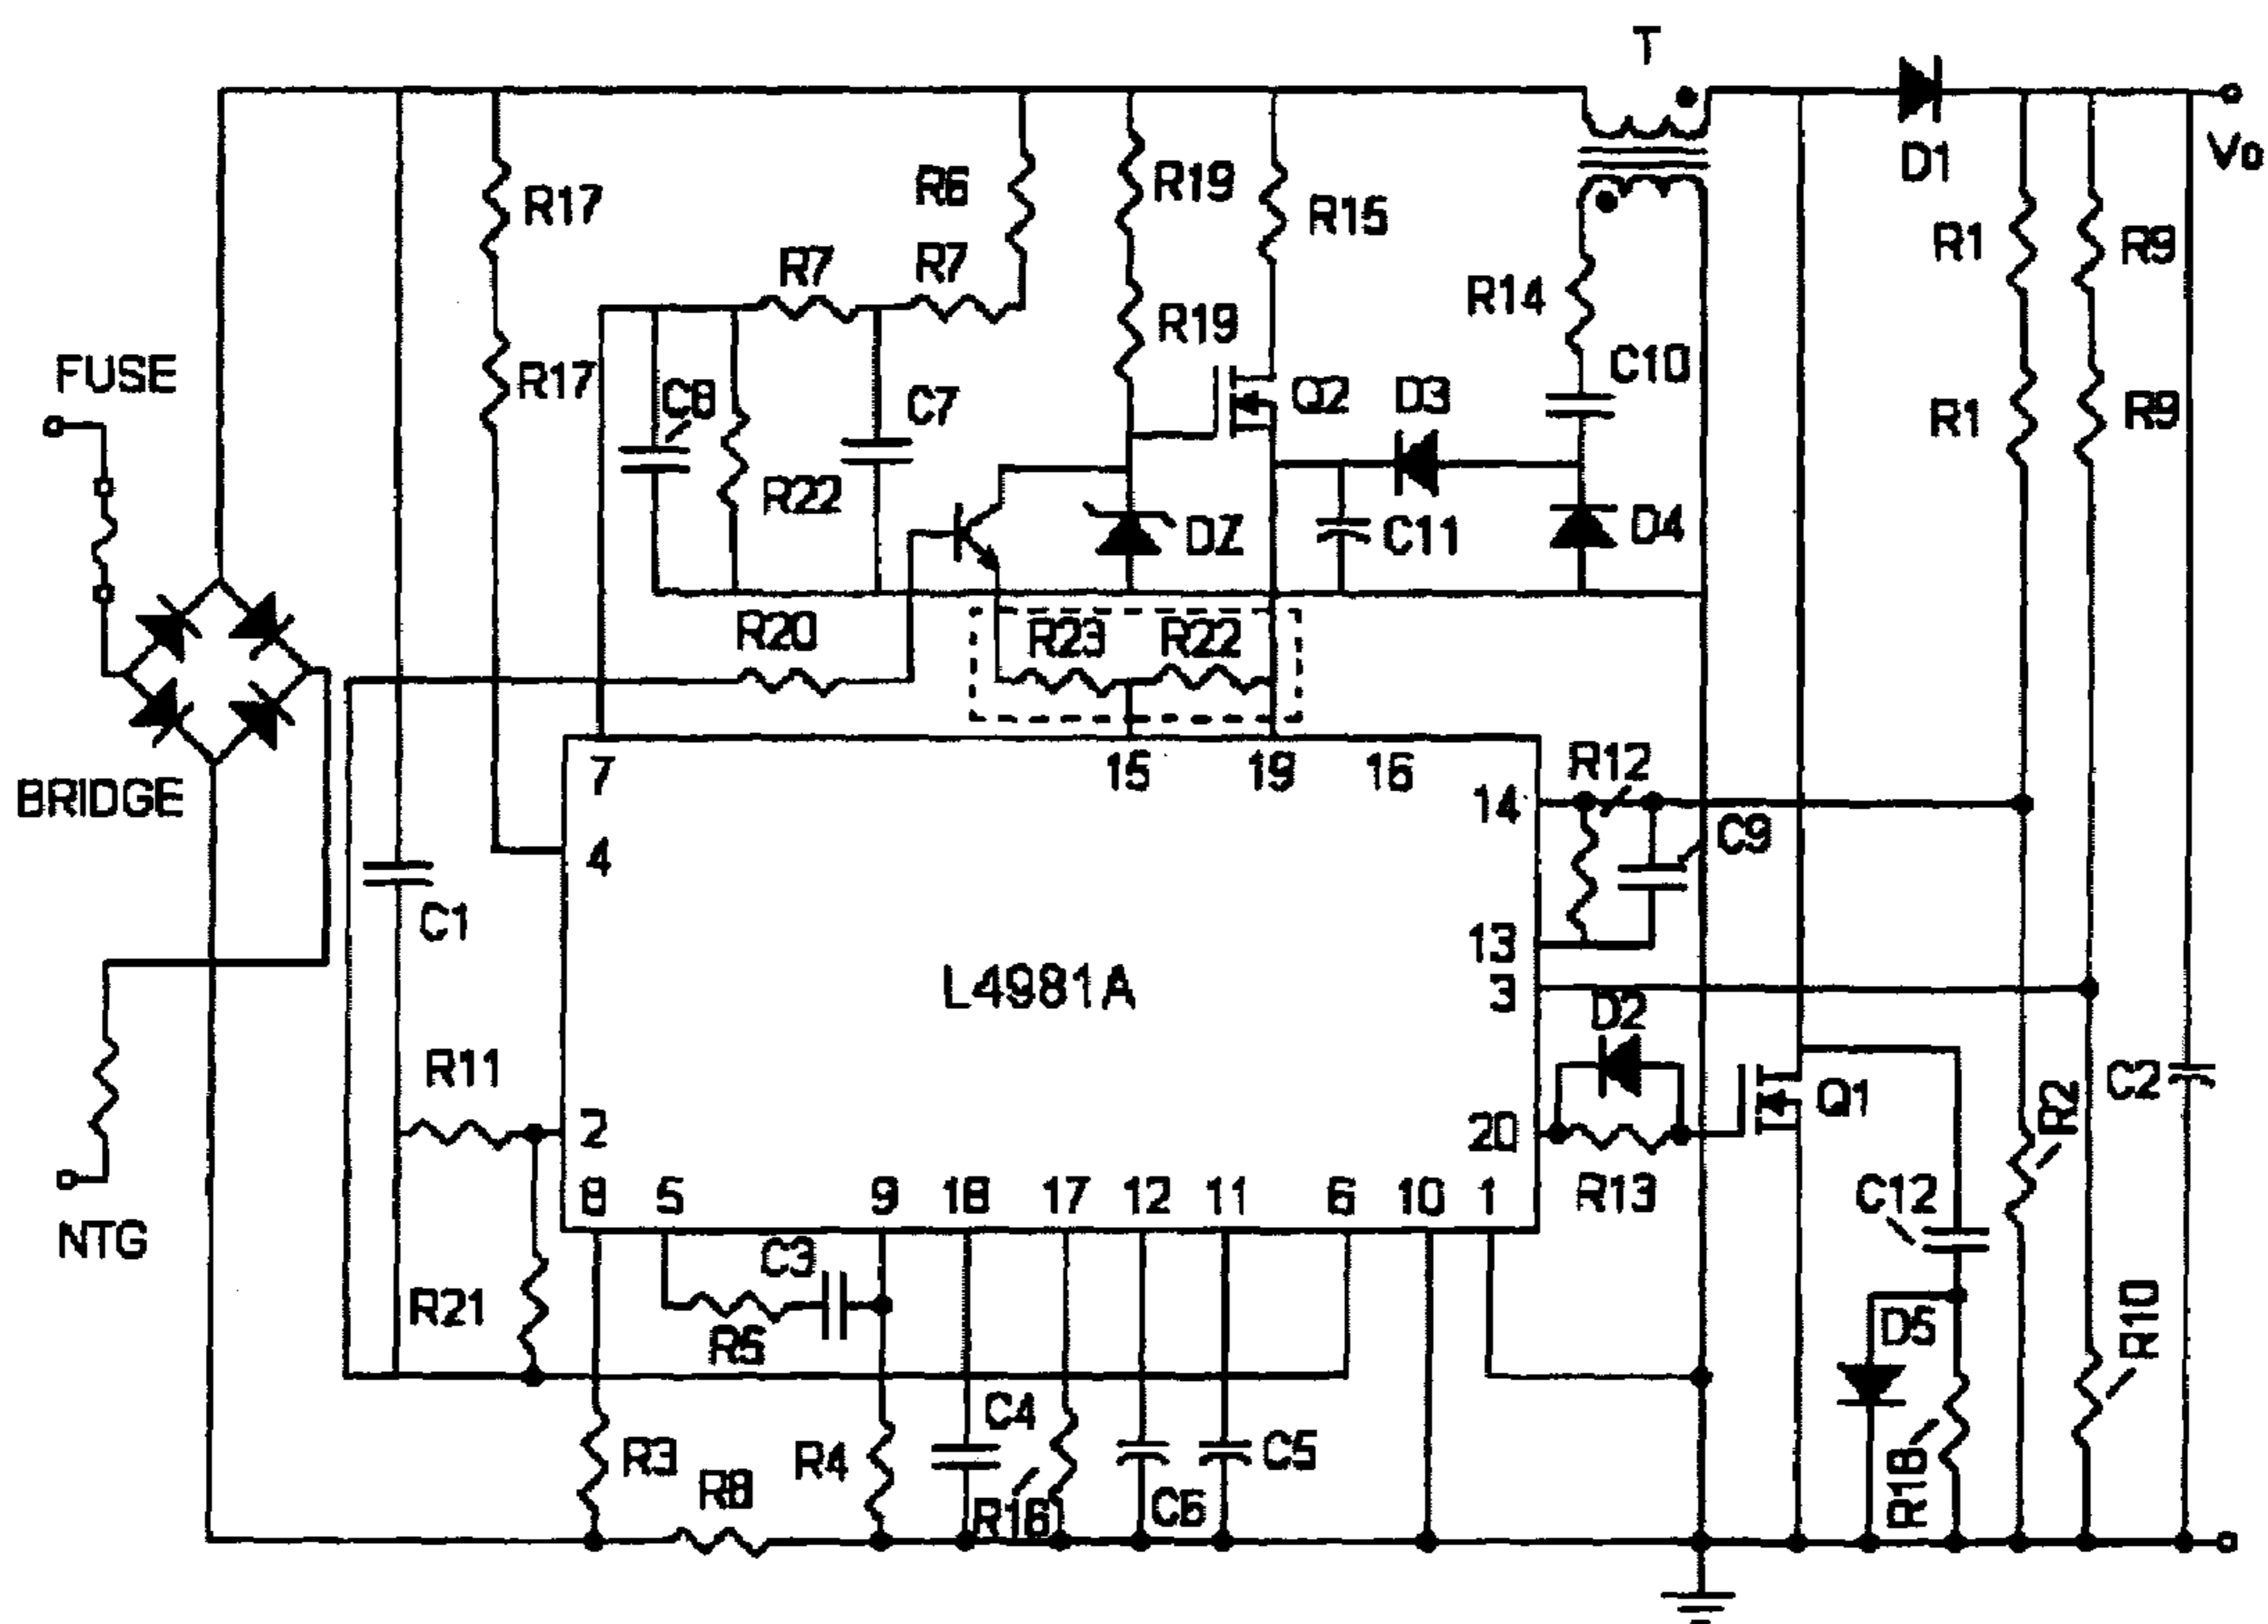 T
Vo
D1
R17
R6
R19
R15
R1
R9
R7
R7
R14
R19
C10
FUSE
R17
C8
C7
Q2
D3
R1
R9
R22
DZ
C11
D4
R20
R23
R22
BRIDGE
7
15
19
16
14
R12
4
C9
C1
13
L4981A
3
D2
R11
2
20
Q1
R2
C2
8
5
9
18
17
12
11
6
10
1
R13
C12
NTG
C3
R21
R5
D5
R10
C4
R3
R8
R4
R16
C6
C5
R18